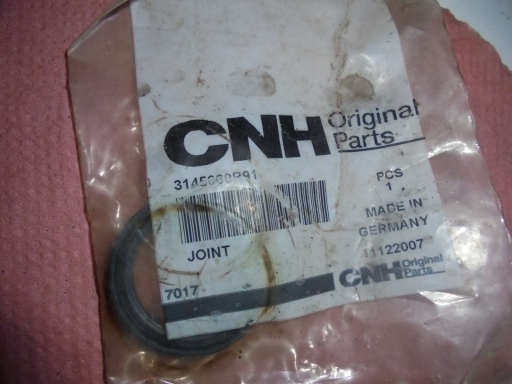 CNH Original Parts
PCS
1
MADE IN
GERMANY
JOINT
11122007
7017
CNH Original Parts